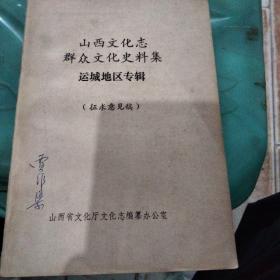 山西文化志
群众文化史料集
运城地区专辑
（征求意见稿）
山西省文化厅文化志编纂办公室